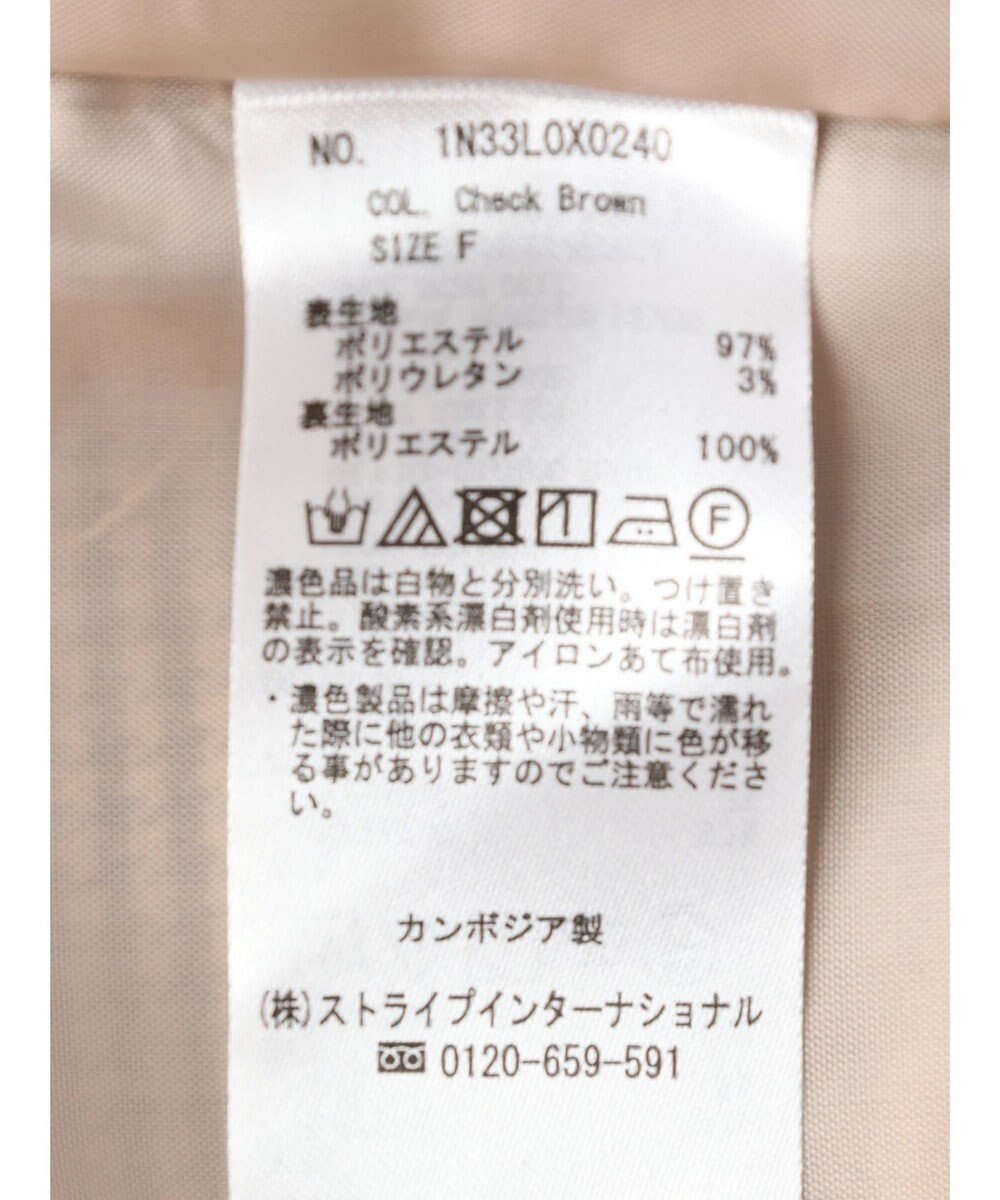 NO. 1N33L0X0240
COL. Check Brown
SIZE F
表生地
ポリエステル 97%
ポリウレタン 3%
裏生地
ポリエステル 100%
F
濃色品は白物と分別洗い。つけ置き
禁止。酸素系漂白剤使用時は漂白剤
の表示を確認。アイロンあて布使用。
・濃色製品は摩擦や汗、雨等で濡れ
た際に他の衣類や小物類に色が移
る事がありますのでご注意くださ
い。
カンボジア製
(株)ストライプインターナショナル
0120-659-591